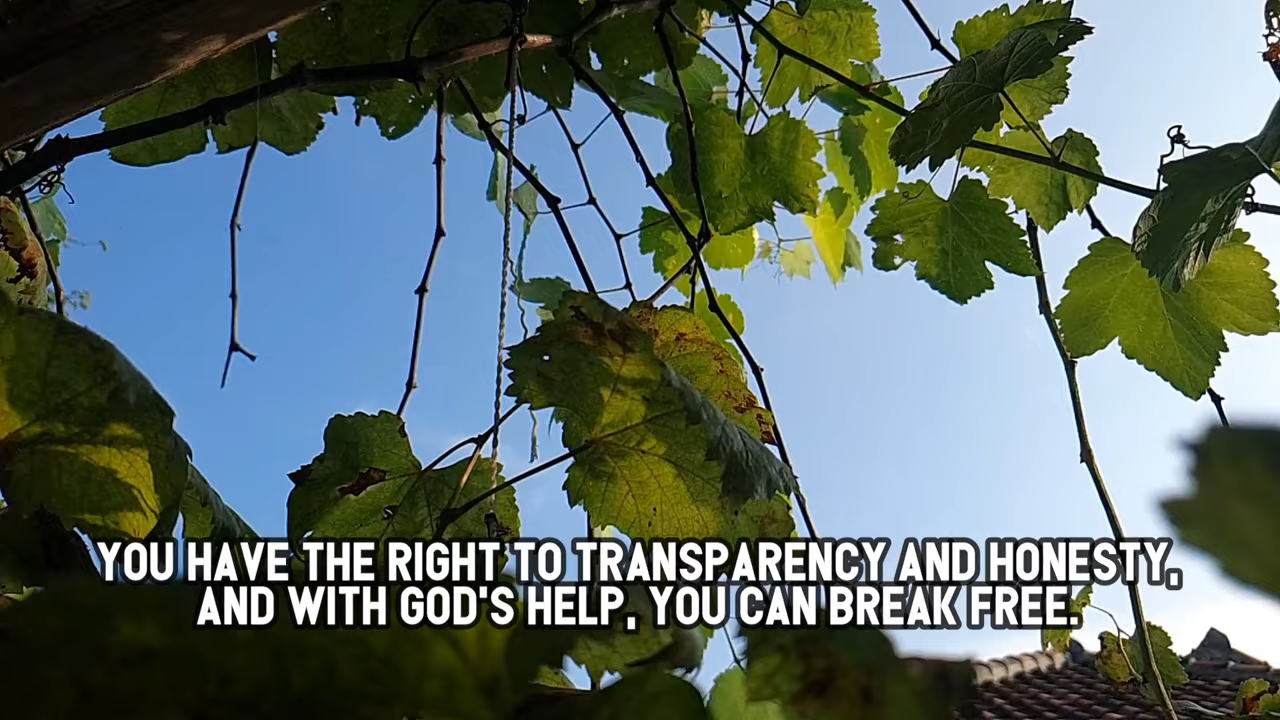 YOU HAVE THE RIGHT TO TRANSPARENCY AND HONESTY,
AND WITH GOD'S HELP, YOU CAN BREAK FREE.